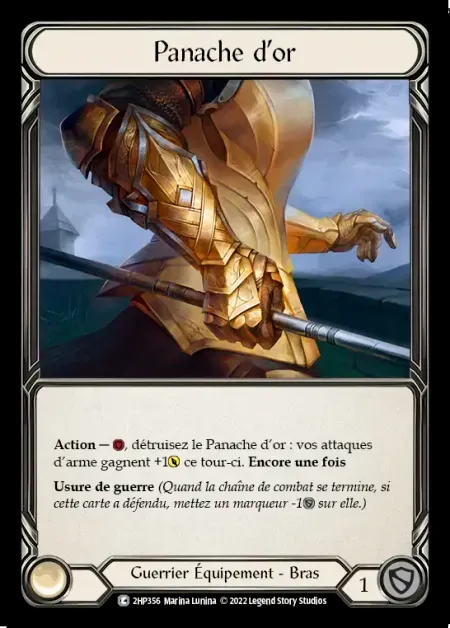 Panache d'or
Action — , détruisez le Panache d'or : vos attaques
d'arme gagnent +1 ce tour-ci. Encore une fois
Usure de guerre (Quand la chaîne de combat se termine, si
cette carte a défendu, mettez un marqueur -1 sur elle.)
Guerrier Équipement - Bras
1
C 2HP356 Marina Lunina © 2022 Legend Story Studios